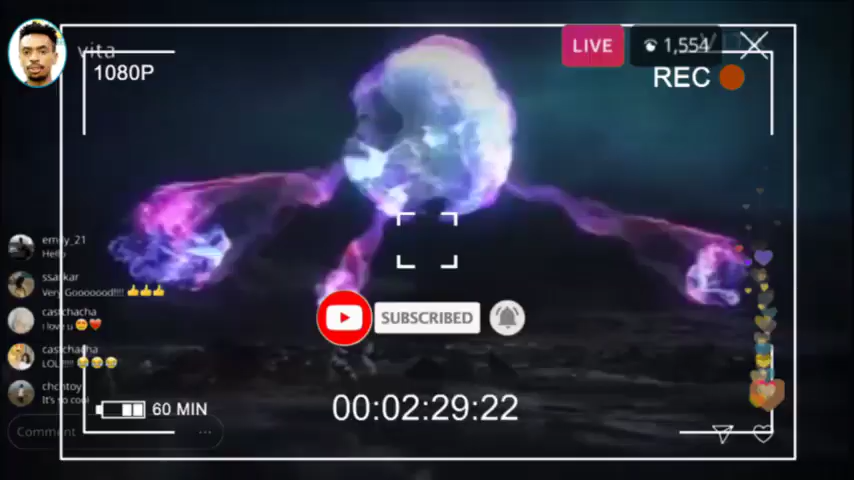 vita
LIVE
1,554
1080P
REC
emily_21
Hello
ssarkar
Very Gooooood!!!! 👍👍👍
castchacha
i love u 😍❤️
castchacha
LOL !!!! 😂😂😂
SUBSCRIBED
It's so cool
60 MIN
00:02:29:22
Comment
...